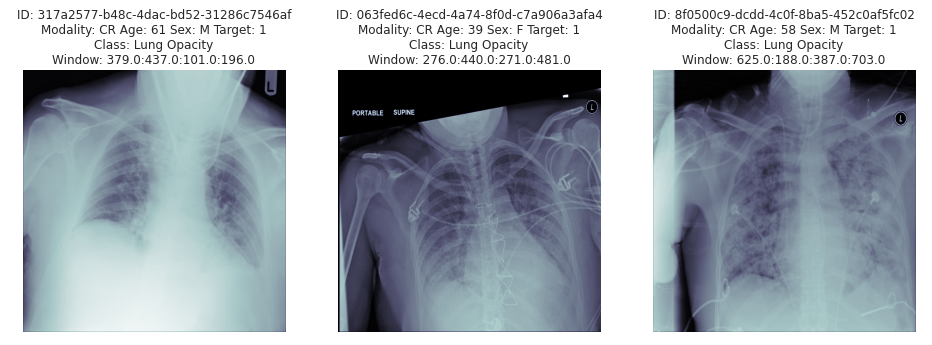 ID: 317a2577-b48c-4dac-bd52-31286c7546af
Modality: CR Age: 61 Sex: M Target: 1
Class: Lung Opacity
Window: 379.0:437.0:101.0:196.0
L
ID: 063fed6c-4ecd-4a74-8f0d-c7a906a3afa4
Modality: CR Age: 39 Sex: F Target: 1
Class: Lung Opacity
Window: 276.0:440.0:271.0:481.0
PORTABLE SUPINE
L
ID: 8f0500c9-dcdd-4c0f-8ba5-452c0af5fc02
Modality: CR Age: 58 Sex: M Target: 1
Class: Lung Opacity
Window: 625.0:188.0:387.0:703.0
L